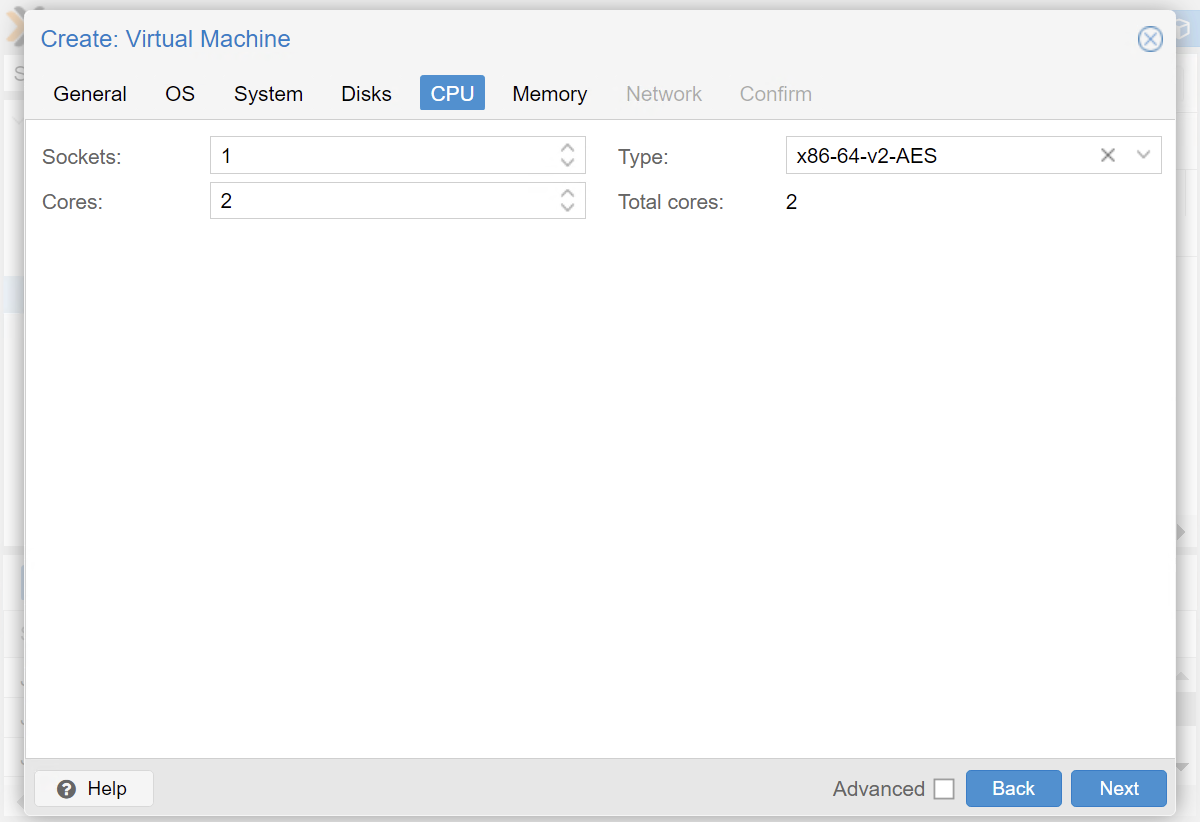 Create: Virtual Machine
General OS System Disks CPU Memory Network Confirm
Sockets: 1 Type: x86-64-v2-AES
Cores: 2 Total cores: 2
Help Advanced Back Next